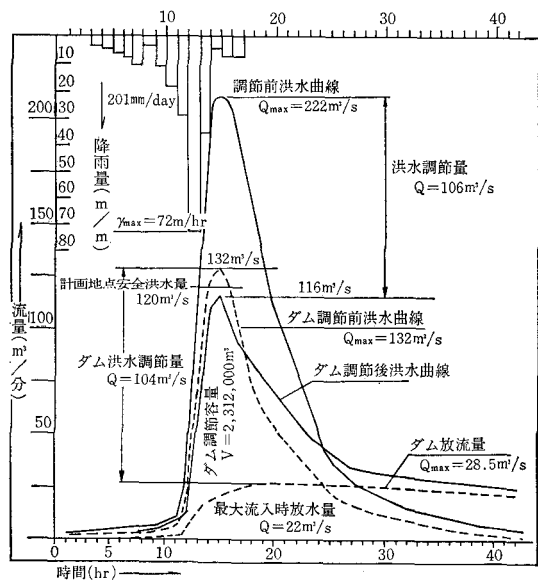 0 10 20 30 40
10
20
30
40
50
60
70
80
200
150
100
50
201mm/day
降雨量(m/m)
γmax=72m/hr
調節前洪水曲線
Qmax=222m³/s
洪水調節量
Q=106m³/s
132m³/s
計画地点安全洪水量
120m³/s
116m³/s
流量(m³/分)
ダム調節前洪水曲線
Qmax=132m³/s
ダム洪水調節量
Q=104m³/s
ダム調節後洪水曲線
ダム調節容量
V=2,312,000m³
ダム放流量
Qmax=28.5m³/s
最大流入時放水量
Q=22m³/s
0 10 20 30 40
時間(hr)